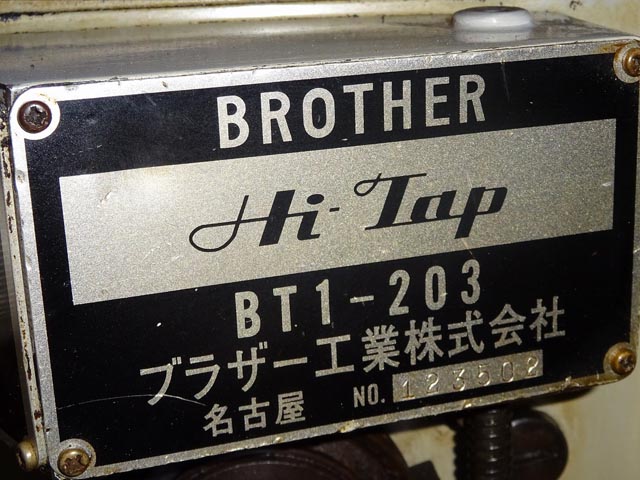 BROTHER
Hi-Tap
BT1-203
ブラザー工業株式会社
名古屋 NO. 123502